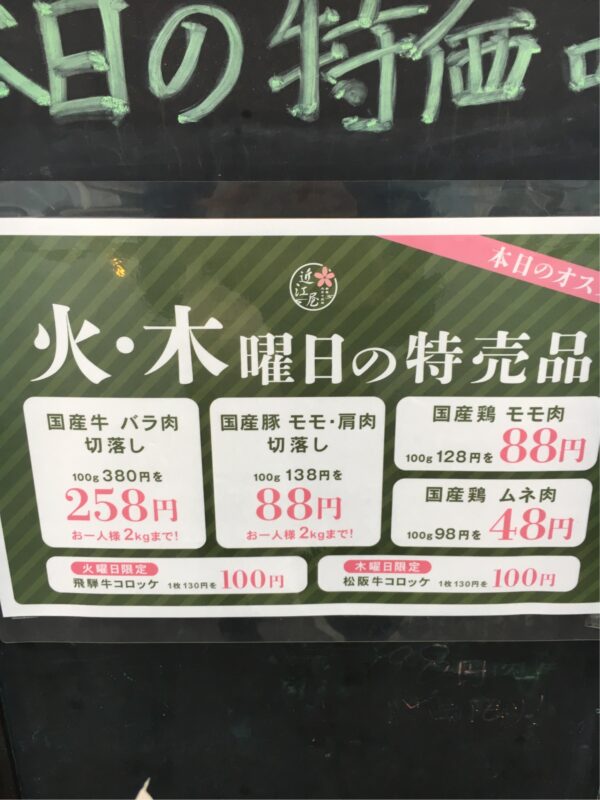 本日の特価
近江屋
本日のオス
火・木曜日の特売品
国産牛 バラ肉
切落し
100g 380円を
258円
お一人様2kgまで!
国産豚 モモ・肩肉
切落し
100g 138円を
88円
お一人様2kgまで!
国産鶏 モモ肉
100g 128円を 88円
国産鶏 ムネ肉
100g 98円を 48円
火曜日限定
飛騨牛コロッケ 1枚130円を 100円
木曜日限定
松阪牛コロッケ 1枚130円を 100円